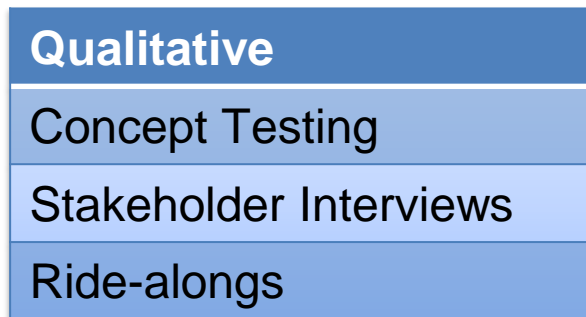 Qualitative
Concept Testing
Stakeholder Interviews
Ride-alongs